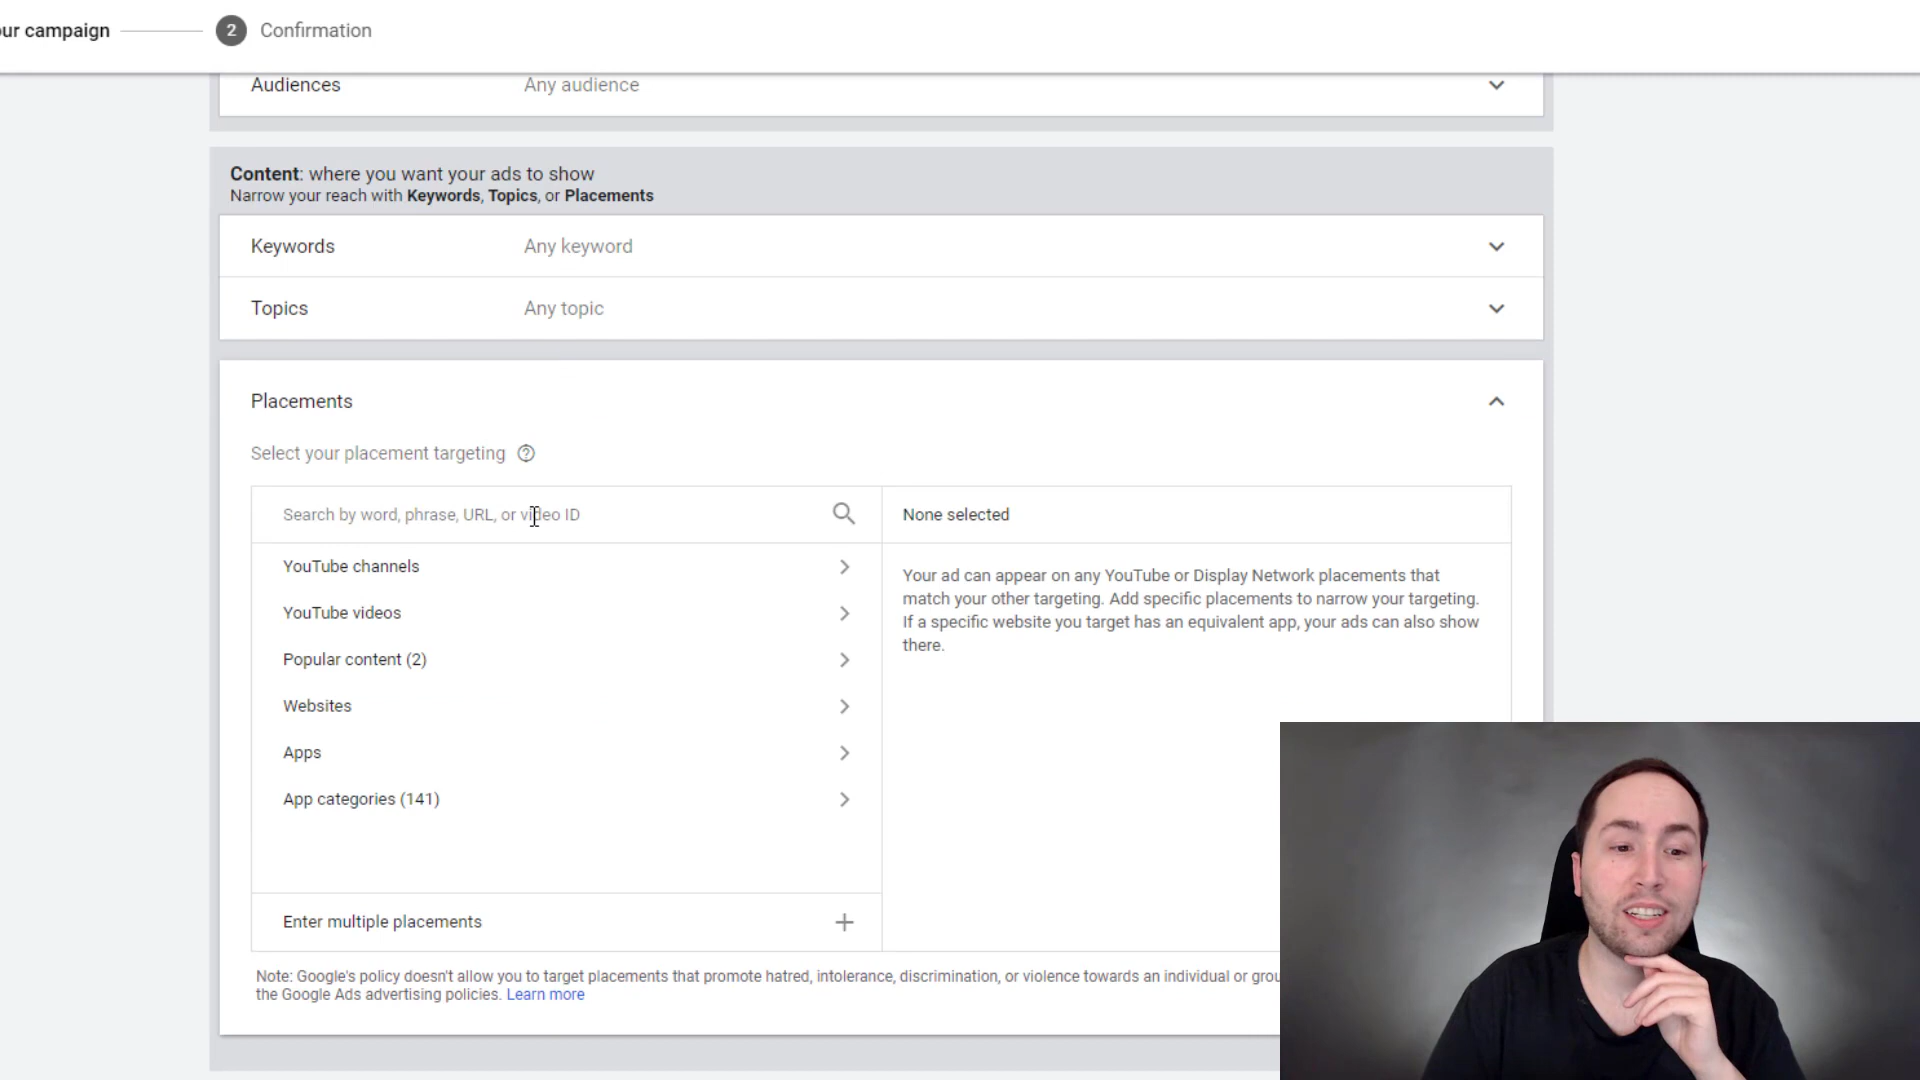 our campaign
2
Confirmation
Audiences
Any audience
Content: where you want your ads to show
Narrow your reach with Keywords, Topics, or Placements
Keywords
Any keyword
Topics
Any topic
Placements
Select your placement targeting
Search by word, phrase, URL, or video ID
None selected
YouTube channels
YouTube videos
Popular content (2)
Websites
Apps
App categories (141)
Your ad can appear on any YouTube or Display Network placements that
match your other targeting. Add specific placements to narrow your targeting.
If a specific website you target has an equivalent app, your ads can also show
there.
Enter multiple placements
Note: Google's policy doesn't allow you to target placements that promote hatred, intolerance, discrimination, or violence towards an individual or grou
the Google Ads advertising policies. Learn more